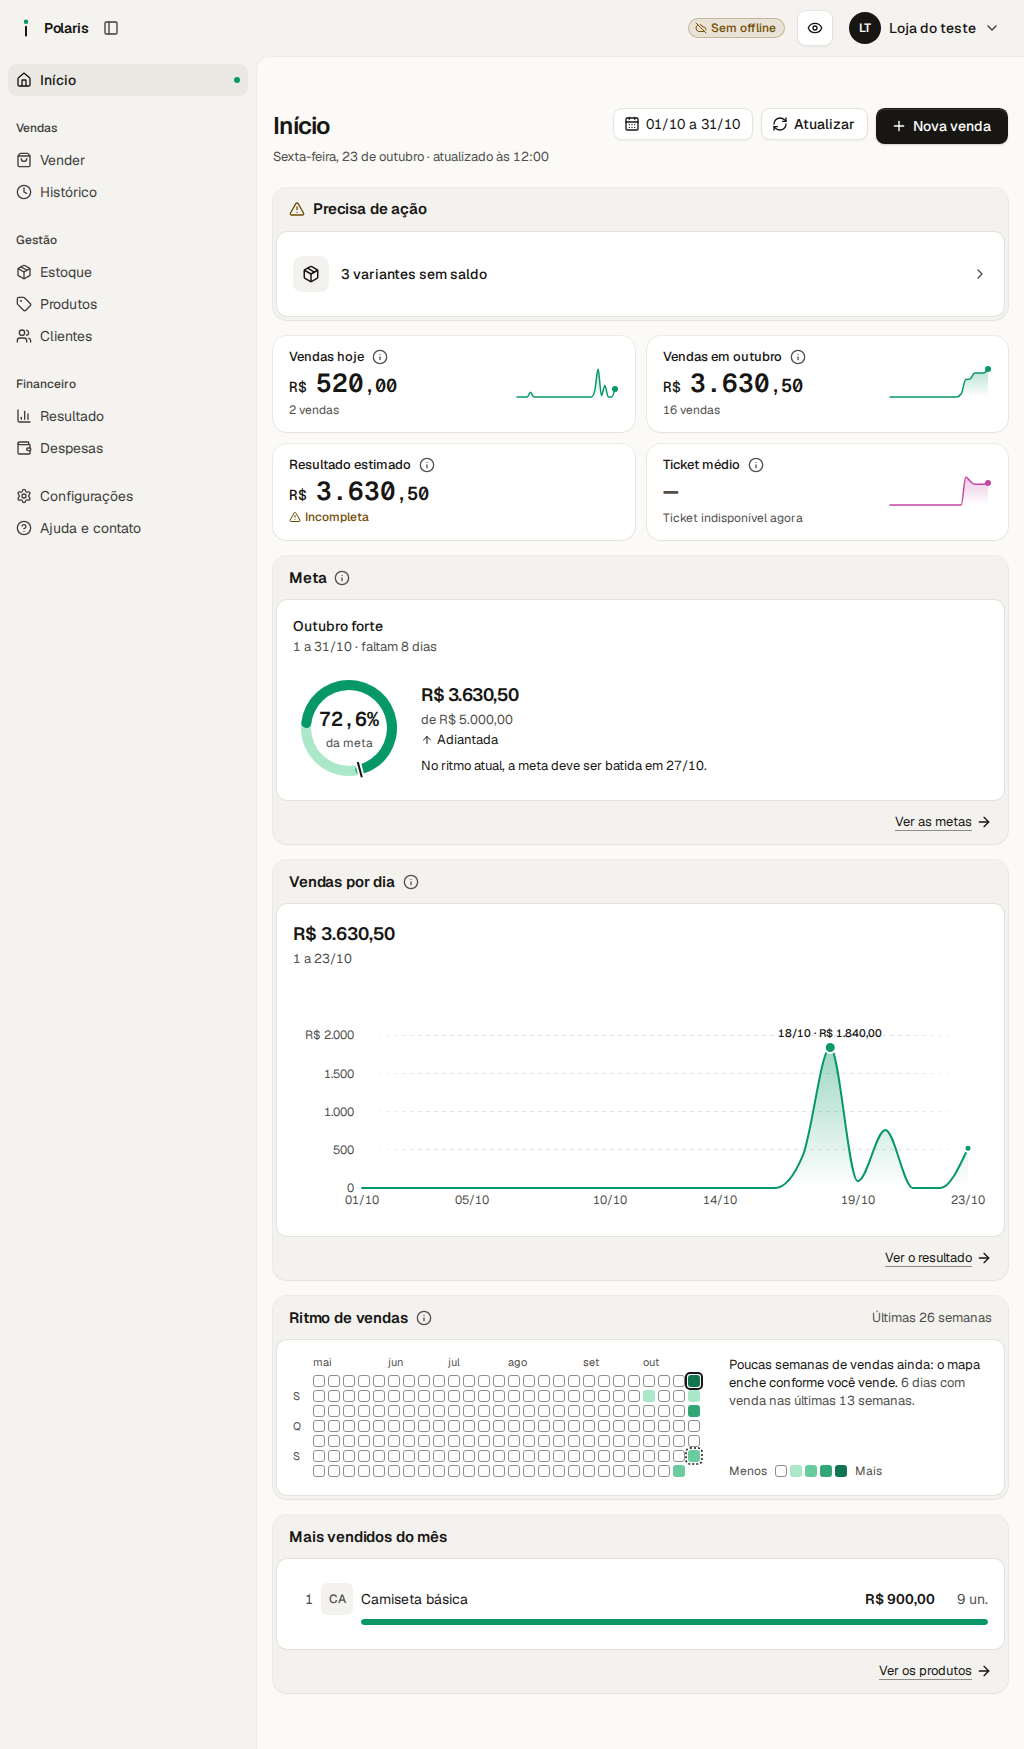 Polaris
Sem offline
LT
Loja do teste
Início
Vendas
Vender
Histórico
Gestão
Estoque
Produtos
Clientes
Financeiro
Resultado
Despesas
Configurações
Ajuda e contato
Início
01/10 a 31/10
Atualizar
Nova venda
Sexta-feira, 23 de outubro · atualizado às 12:00
Precisa de ação
3 variantes sem saldo
Vendas hoje
R$ 520,00
2 vendas
Vendas em outubro
R$ 3.630,50
16 vendas
Resultado estimado
R$ 3.630,50
Incompleta
Ticket médio
—
Ticket indisponível agora
Meta
Outubro forte
1 a 31/10 · faltam 8 dias
72,6%
da meta
R$ 3.630,50
de R$ 5.000,00
Adiantada
No ritmo atual, a meta deve ser batida em 27/10.
Ver as metas
Vendas por dia
R$ 3.630,50
1 a 23/10
18/10 · R$ 1.840,00
R$ 2.000
1.500
1.000
500
0
01/10 05/10 10/10 14/10 19/10 23/10
Ver o resultado
Ritmo de vendas
Últimas 26 semanas
mai jun jul ago set out
S
Q
S
Poucas semanas de vendas ainda: o mapa
enche conforme você vende. 6 dias com
venda nas últimas 13 semanas.
Menos Mais
Mais vendidos do mês
1 CA Camiseta básica R$ 900,00 9 un.
Ver os produtos